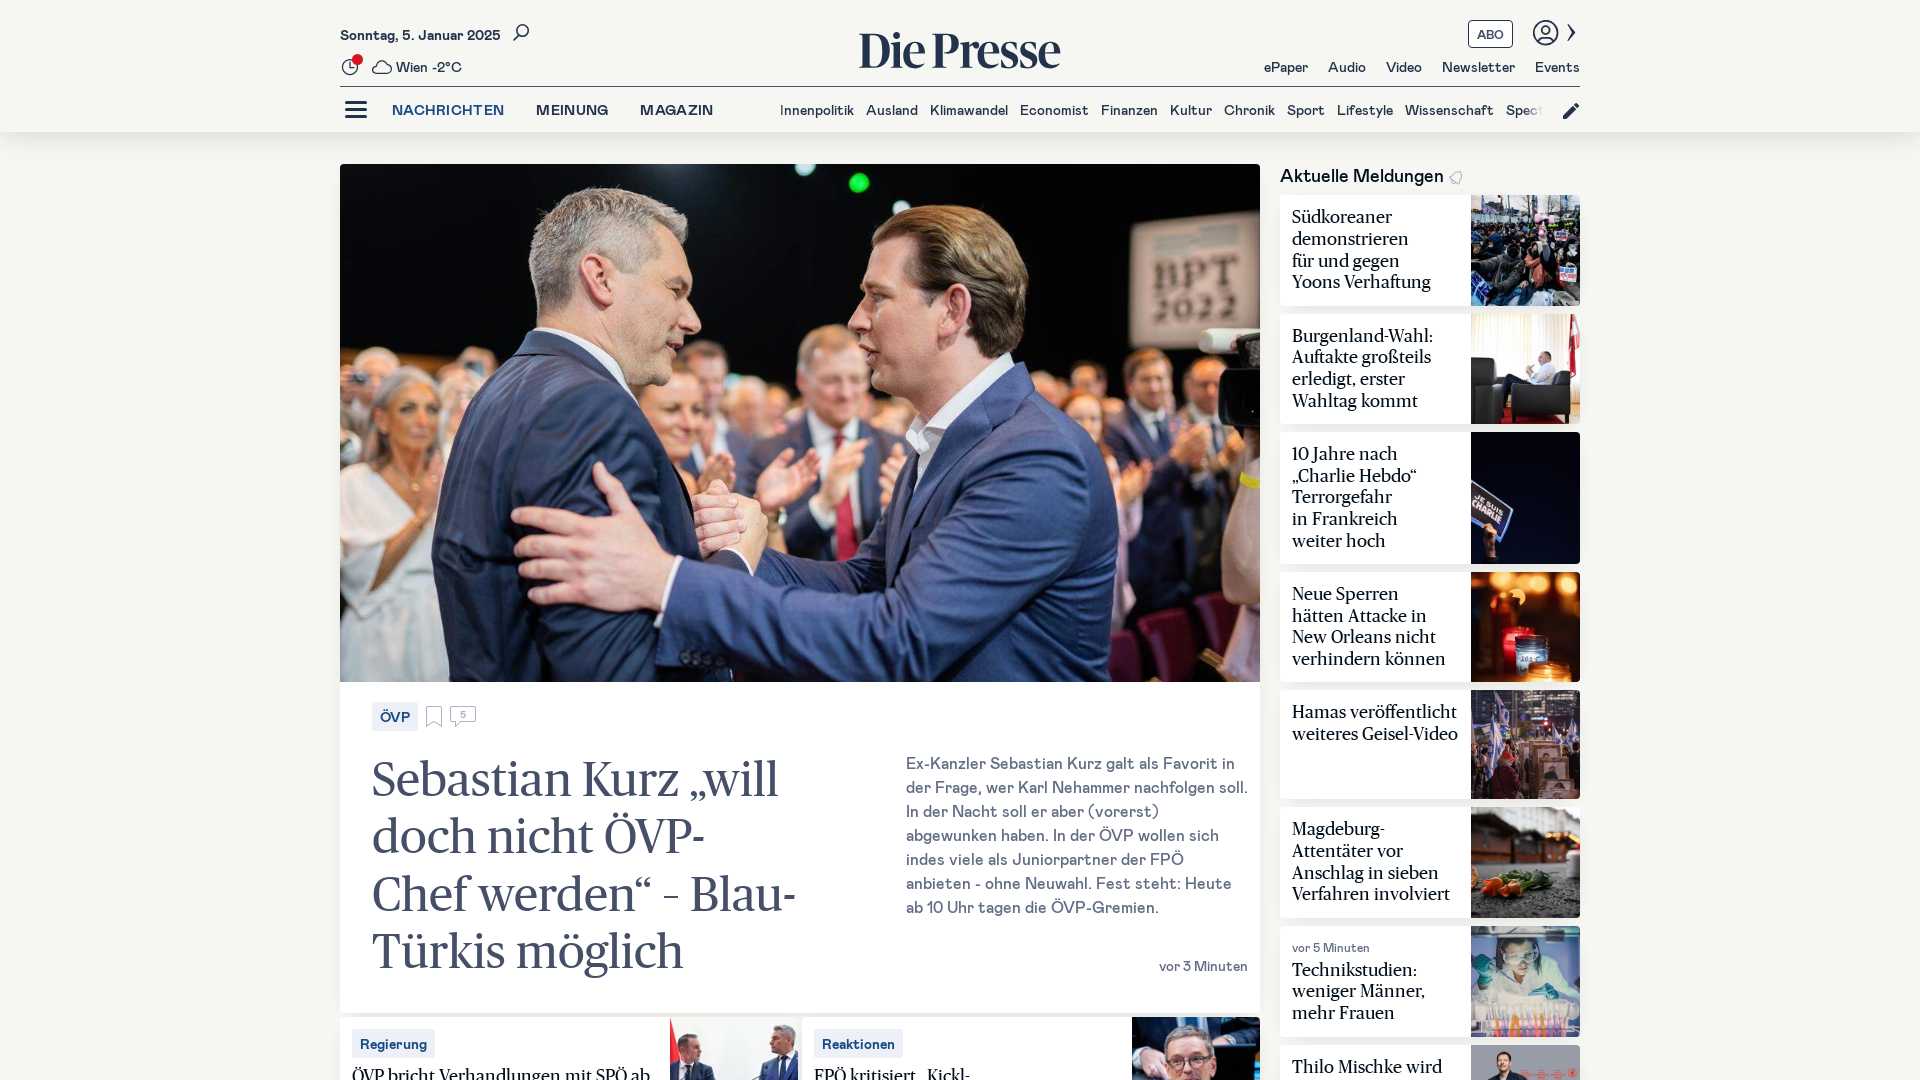 Sonntag, 5. Januar 2025
Wien -2°C
Die Presse
ABO
ePaper Audio Video Newsletter Events
NACHRICHTEN MEINUNG MAGAZIN
Innenpolitik Ausland Klimawandel Economist Finanzen Kultur Chronik Sport Lifestyle Wissenschaft Spect
BPT
2022
ÖVP
5
Sebastian Kurz „will
doch nicht ÖVP-
Chef werden“ – Blau-
Türkis möglich
Ex-Kanzler Sebastian Kurz galt als Favorit in
der Frage, wer Karl Nehammer nachfolgen soll.
In der Nacht soll er aber (vorerst)
abgewunken haben. In der ÖVP wollen sich
indes viele als Juniorpartner der FPÖ
anbieten - ohne Neuwahl. Fest steht: Heute
ab 10 Uhr tagen die ÖVP-Gremien.
vor 3 Minuten
Regierung
ÖVP bricht Verhandlungen mit SPÖ ab
Reaktionen
FPÖ kritisiert „Kickl-
Aktuelle Meldungen
Südkoreaner
demonstrieren
für und gegen
Yoons Verhaftung
Burgenland-Wahl:
Auftakte großteils
erledigt, erster
Wahltag kommt
10 Jahre nach
„Charlie Hebdo“
Terrorgefahr
in Frankreich
weiter hoch
JE SUIS
CHARLIE
Neue Sperren
hätten Attacke in
New Orleans nicht
verhindern können
Hamas veröffentlicht
weiteres Geisel-Video
Magdeburg-
Attentäter vor
Anschlag in sieben
Verfahren involviert
vor 5 Minuten
Technikstudien:
weniger Männer,
mehr Frauen
Thilo Mischke wird